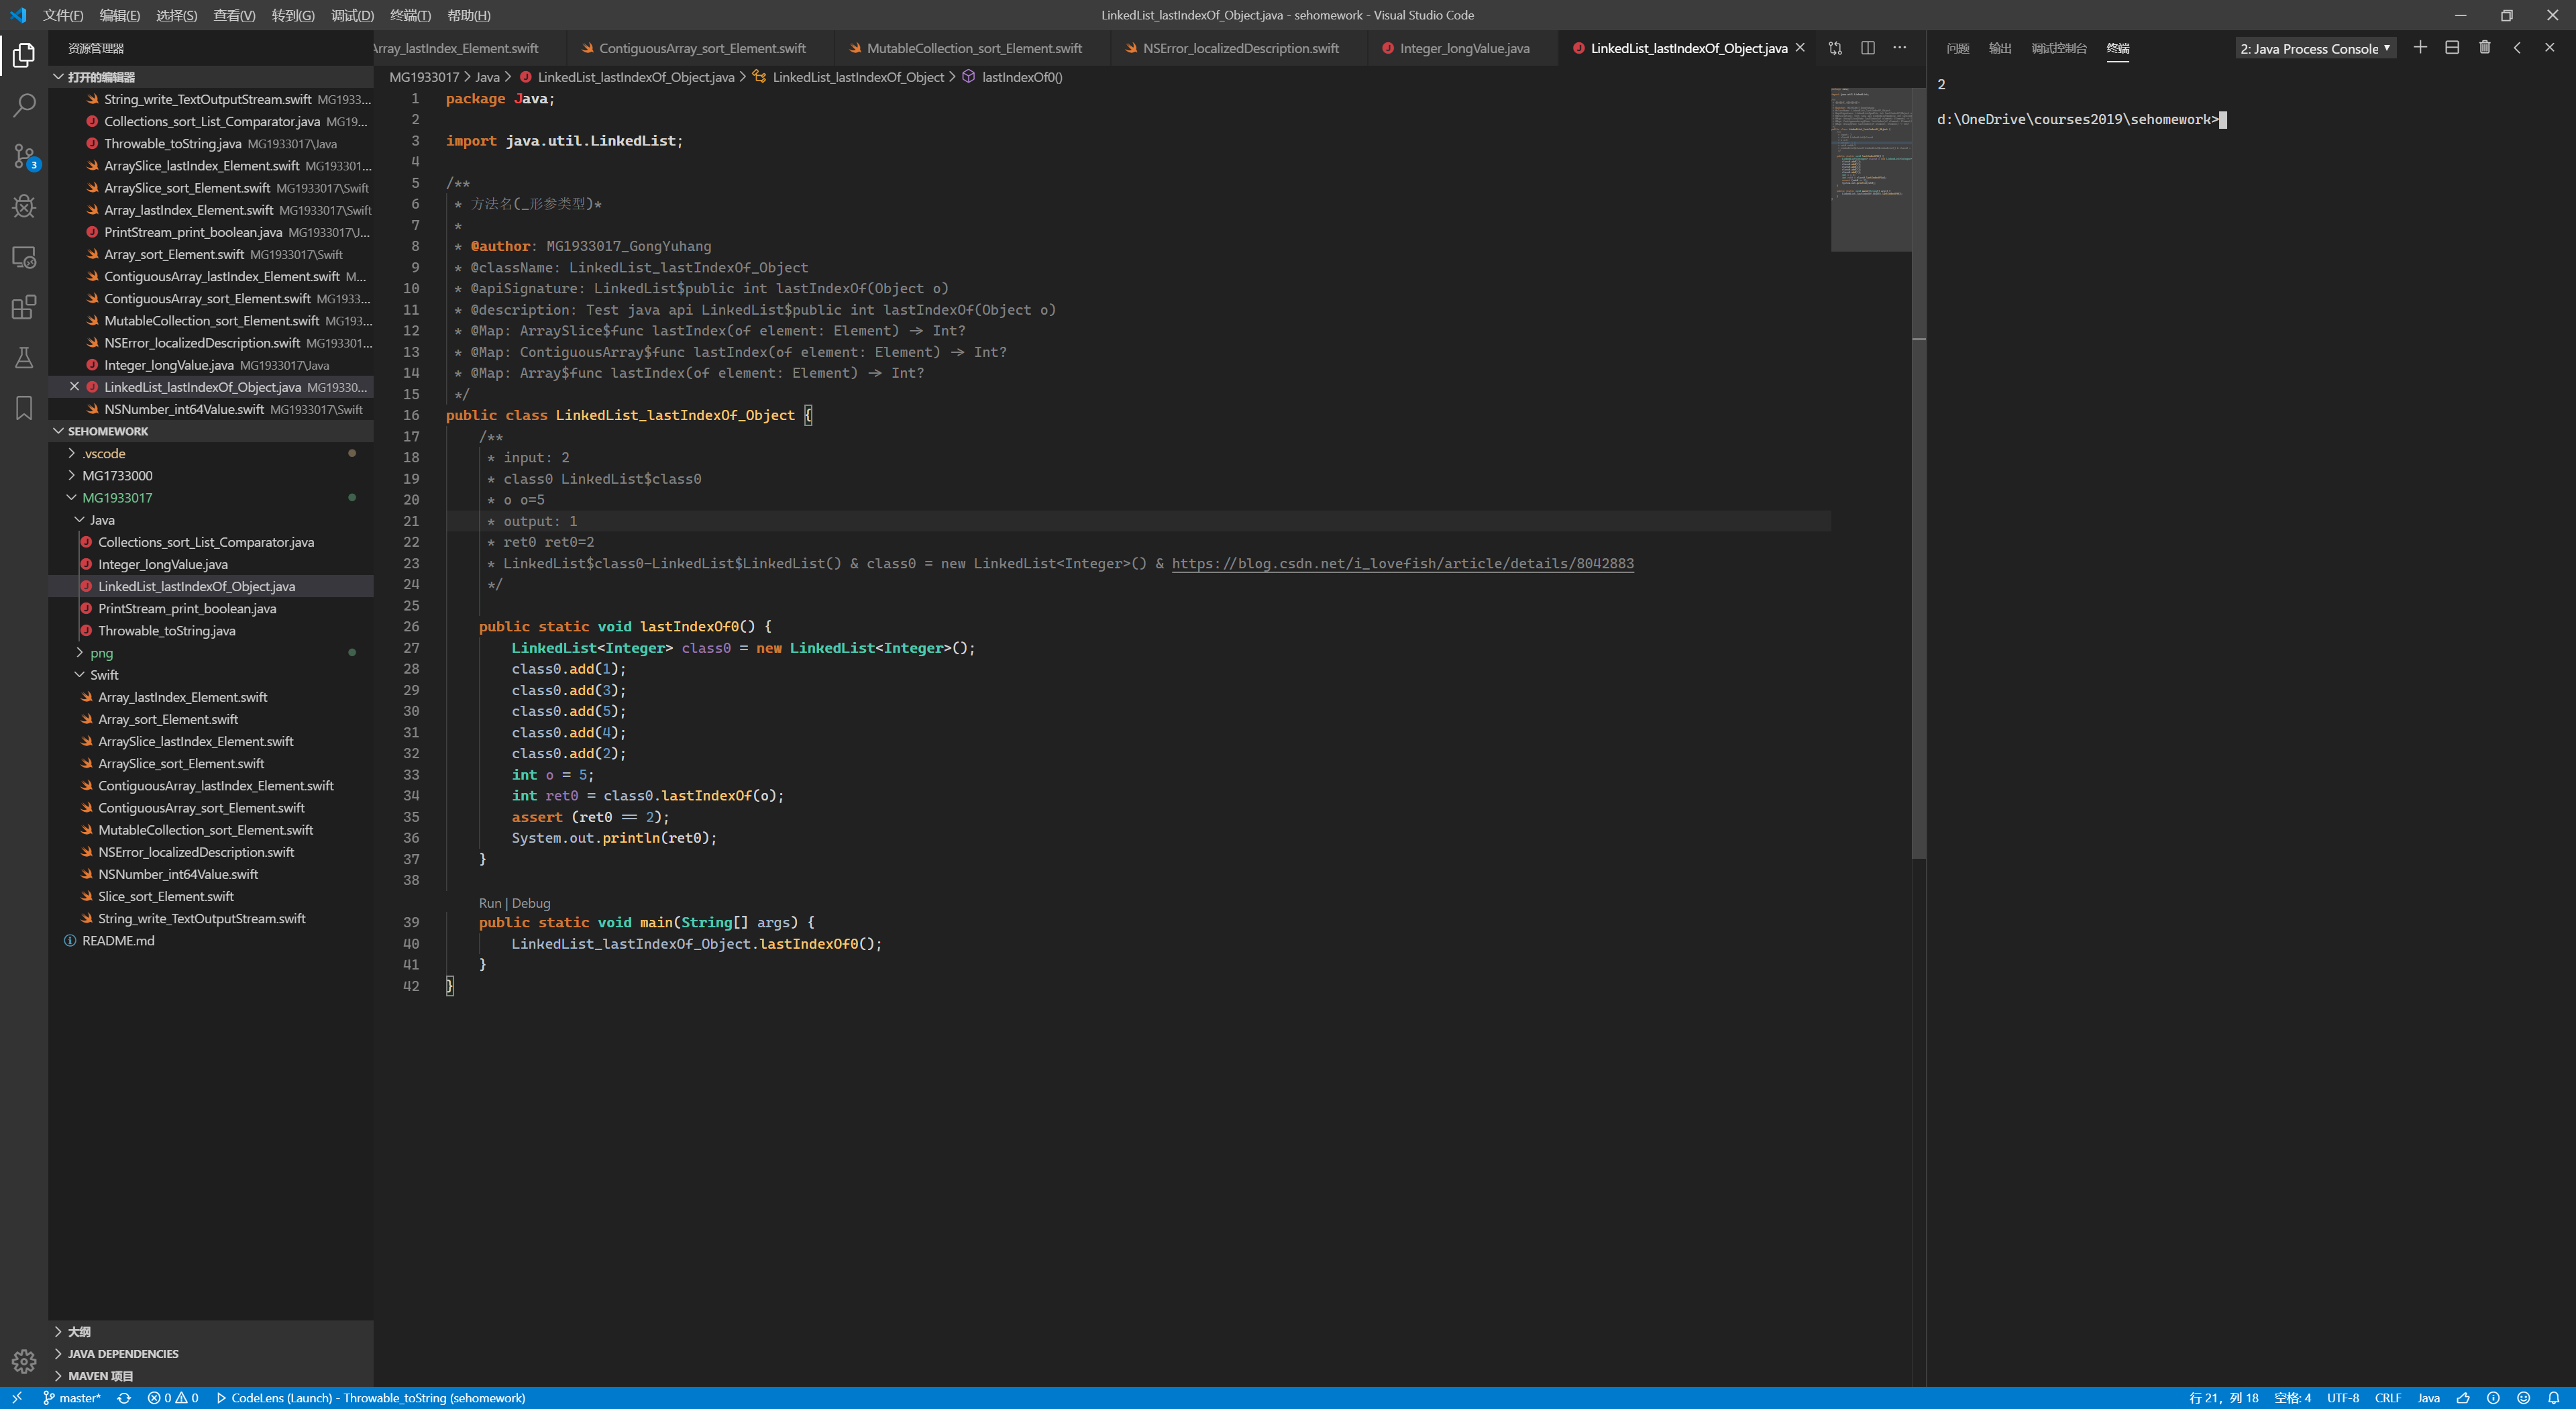 文件(F) 编辑(E) 选择(S) 查看(V) 转到(G) 调试(D) 终端(T) 帮助(H)
LinkedList_lastIndexOf_Object.java - sehomework - Visual Studio Code
资源管理器
打开的编辑器
String_write_TextOutputStream.swift MG1933...
Collections_sort_List_Comparator.java MG19...
Throwable_toString.java MG1933017\Java
ArraySlice_lastIndex_Element.swift MG193301...
ArraySlice_sort_Element.swift MG1933017\Swift
Array_lastIndex_Element.swift MG1933017\Swift
PrintStream_print_boolean.java MG1933017\J...
Array_sort_Element.swift MG1933017\Swift
ContiguousArray_lastIndex_Element.swift M...
ContiguousArray_sort_Element.swift MG1933...
MutableCollection_sort_Element.swift MG193...
NSError_localizedDescription.swift MG193301...
Integer_longValue.java MG1933017\Java
LinkedList_lastIndexOf_Object.java MG19330...
NSNumber_int64Value.swift MG1933017\Swift
SEHOMEWORK
.vscode
MG1733000
MG1933017
Java
Collections_sort_List_Comparator.java
Integer_longValue.java
LinkedList_lastIndexOf_Object.java
PrintStream_print_boolean.java
Throwable_toString.java
png
Swift
Array_lastIndex_Element.swift
Array_sort_Element.swift
ArraySlice_lastIndex_Element.swift
ArraySlice_sort_Element.swift
ContiguousArray_lastIndex_Element.swift
ContiguousArray_sort_Element.swift
MutableCollection_sort_Element.swift
NSError_localizedDescription.swift
NSNumber_int64Value.swift
Slice_sort_Element.swift
String_write_TextOutputStream.swift
README.md
大纲
JAVA DEPENDENCIES
MAVEN 项目
rray_lastIndex_Element.swift ContiguousArray_sort_Element.swift MutableCollection_sort_Element.swift NSError_localizedDescription.swift Integer_longValue.java LinkedList_lastIndexOf_Object.java
MG1933017 > Java > LinkedList_lastIndexOf_Object.java > LinkedList_lastIndexOf_Object > lastIndexOf0()
1 package Java;
2
3 import java.util.LinkedList;
4
5 /**
6 * 方法名(_形参类型)*
7 *
8 * @author: MG1933017_GongYuhang
9 * @className: LinkedList_lastIndexOf_Object
10 * @apiSignature: LinkedList$public int lastIndexOf(Object o)
11 * @description: Test java api LinkedList$public int lastIndexOf(Object o)
12 * @Map: ArraySlice$func lastIndex(of element: Element) -> Int?
13 * @Map: ContiguousArray$func lastIndex(of element: Element) -> Int?
14 * @Map: Array$func lastIndex(of element: Element) -> Int?
15 */
16 public class LinkedList_lastIndexOf_Object {
17 /**
18 * input: 2
19 * class0 LinkedList$class0
20 * o o=5
21 * output: 1
22 * ret0 ret0=2
23 * LinkedList$class0-LinkedList$LinkedList() & class0 = new LinkedList<Integer>() & https://blog.csdn.net/i_lovefish/article/details/8042883
24 */
25
26 public static void lastIndexOf0() {
27 LinkedList<Integer> class0 = new LinkedList<Integer>();
28 class0.add(1);
29 class0.add(3);
30 class0.add(5);
31 class0.add(4);
32 class0.add(2);
33 int o = 5;
34 int ret0 = class0.lastIndexOf(o);
35 assert (ret0 == 2);
36 System.out.println(ret0);
37 }
38
Run | Debug
39 public static void main(String[] args) {
40 LinkedList_lastIndexOf_Object.lastIndexOf0();
41 }
42 }
问题 输出 调试控制台 终端 2: Java Process Console
2
d:\OneDrive\courses2019\sehomework>
3
master* 0 0 CodeLens (Launch) - Throwable_toString (sehomework)
行 21，列 18 空格: 4 UTF-8 CRLF Java